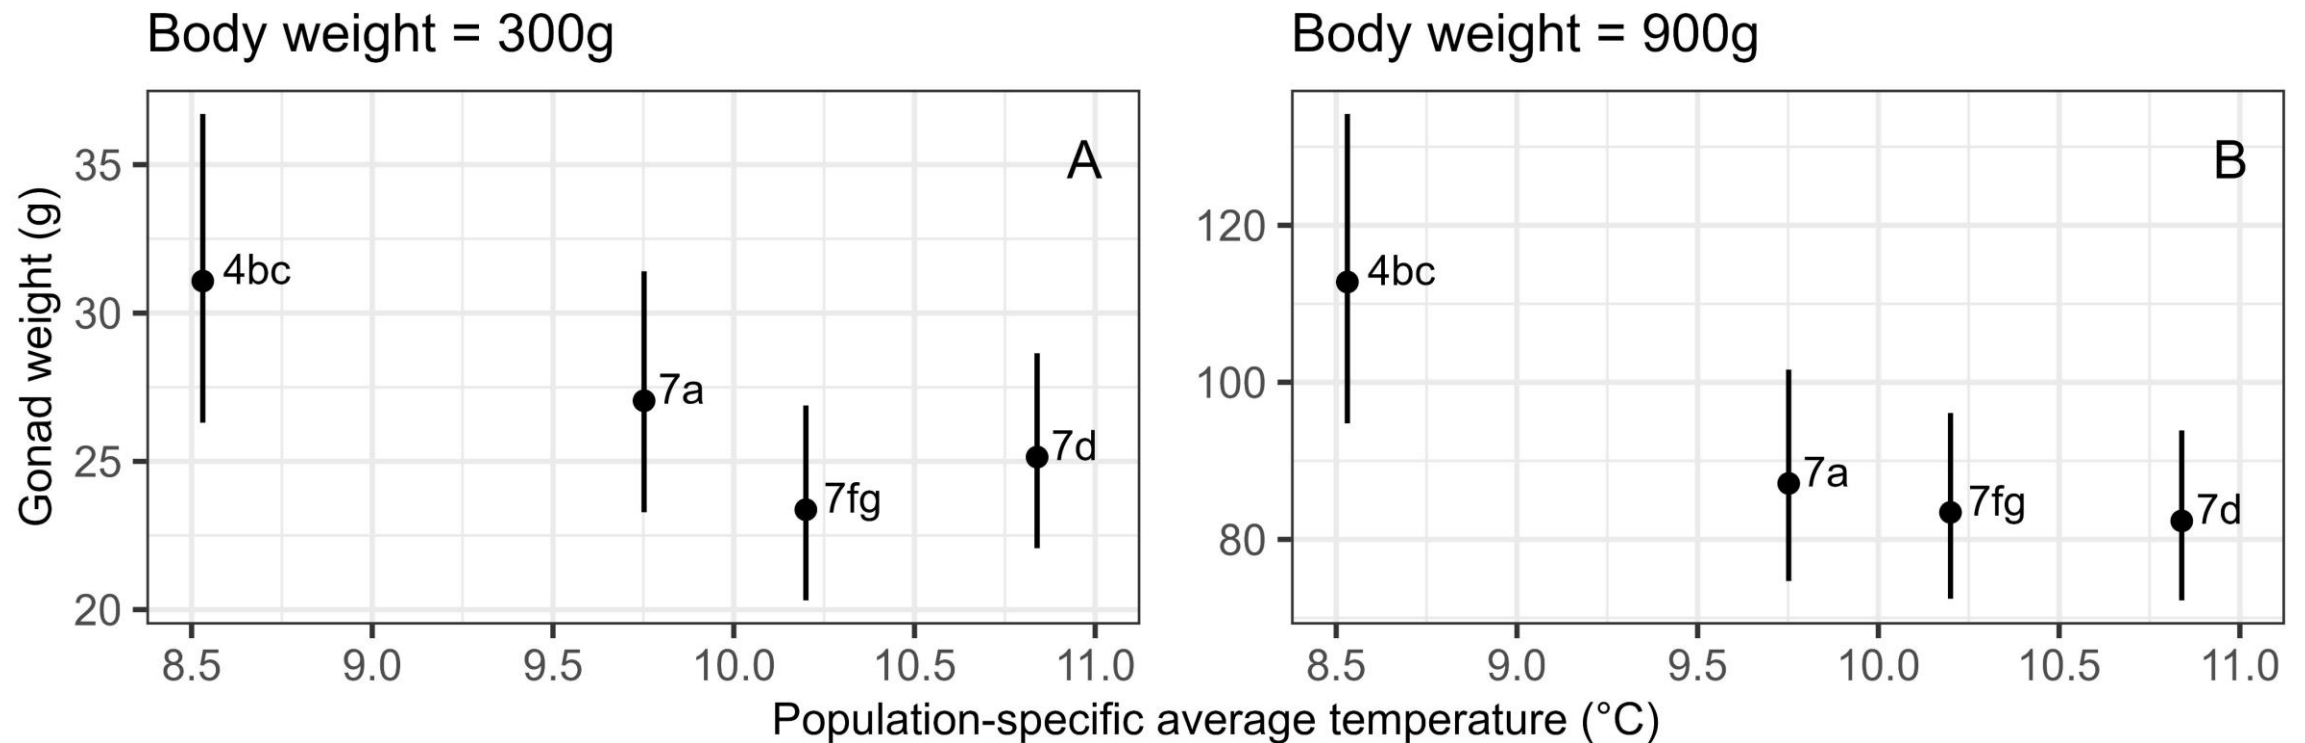 Body weight = 300g
Body weight = 900g
A
B
Gonad weight (g)
35
30
25
20
120
100
80
4bc
7a
7fg
7d
4bc
7a
7fg
7d
8.5 9.0 9.5 10.0 10.5 11.0
8.5 9.0 9.5 10.0 10.5 11.0
Population-specific average temperature (°C)